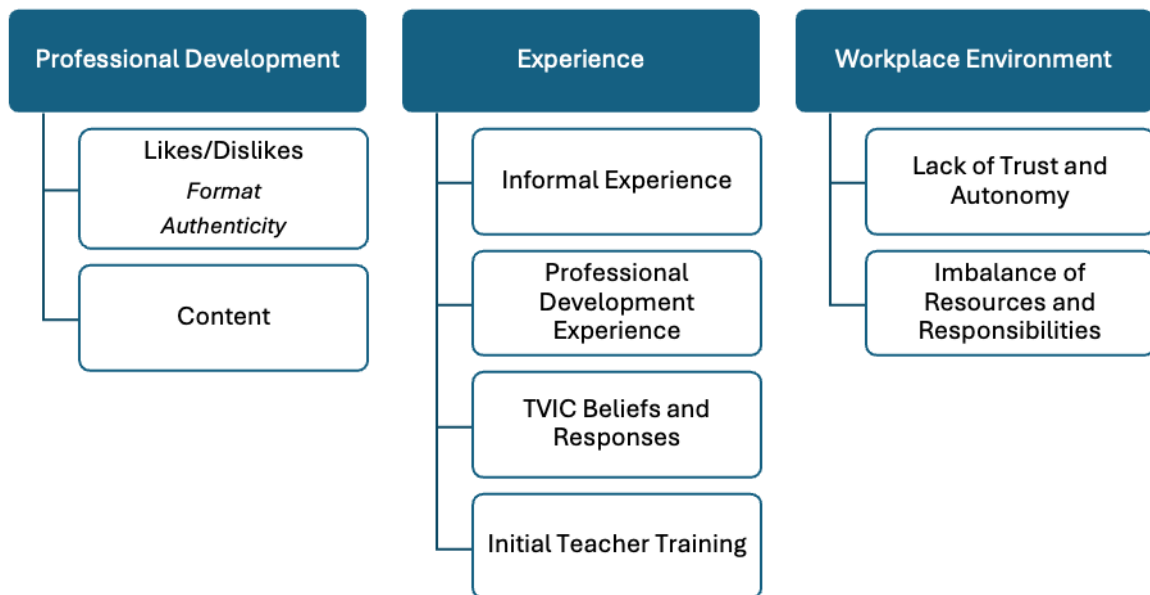 Professional Development
Likes/Dislikes
Format
Authenticity
Content
Experience
Informal Experience
Professional
Development
Experience
TVIC Beliefs and
Responses
Initial Teacher Training
Workplace Environment
Lack of Trust and
Autonomy
Imbalance of
Resources and
Responsibilities